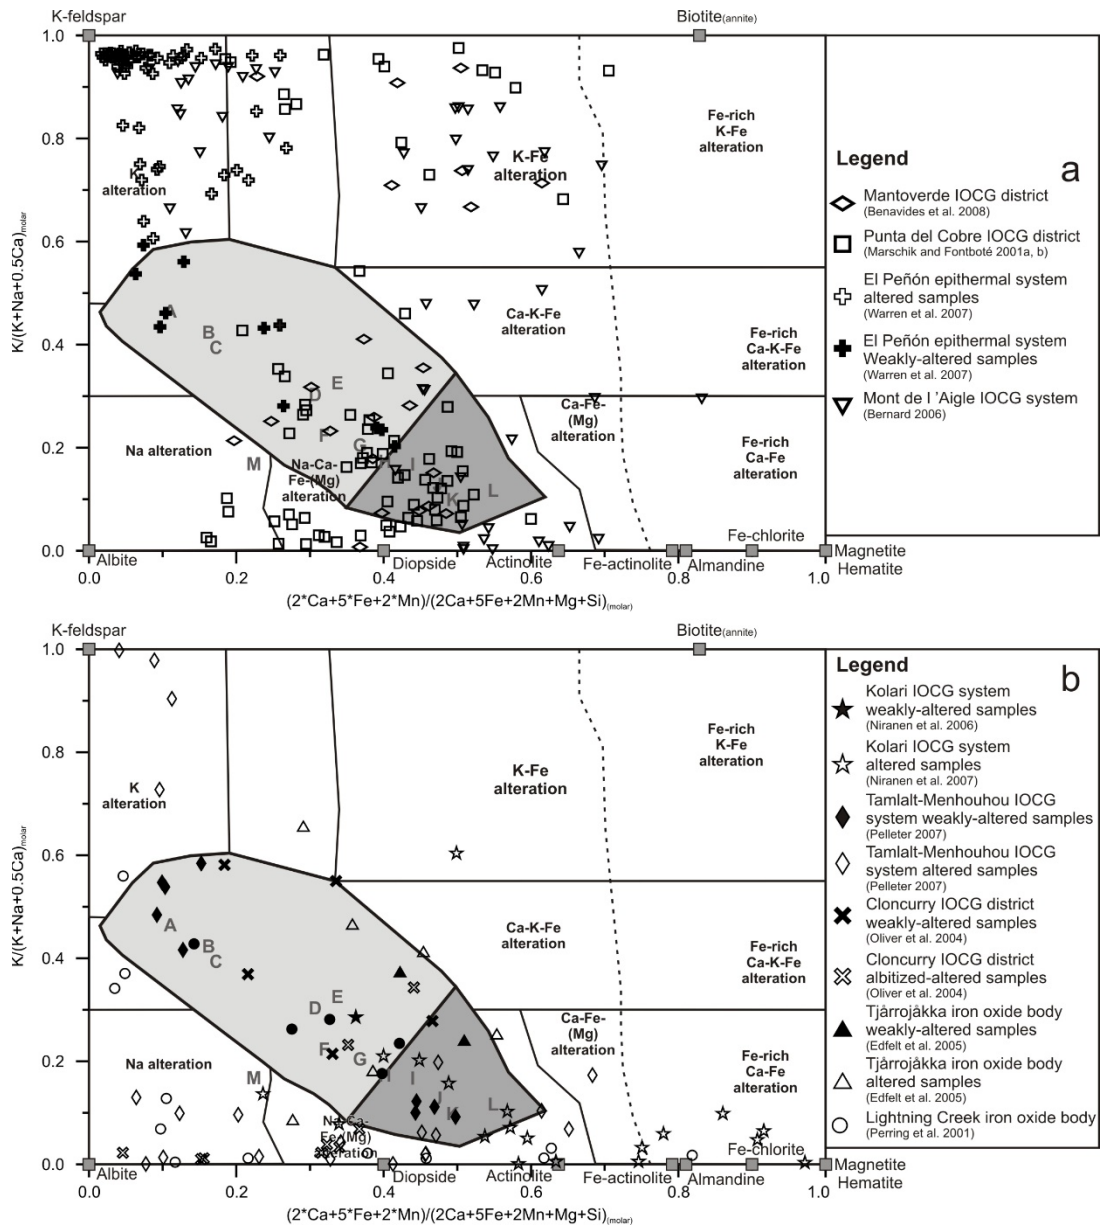 K-feldspar
Biotite(annite)
1.0
0.8
0.6
0.4
0.2
0.0
K/(K+Na+0.5Ca)molar
K
alteration
K-Fe
alteration
Fe-rich
K-Fe
alteration
Ca-K-Fe
alteration
Fe-rich
Ca-K-Fe
alteration
Na alteration
Na-Ca-
Fe-(Mg)
alteration
Ca-Fe-
(Mg)
alteration
Fe-rich
Ca-Fe
alteration
A
B
C
D
E
F
G
H
I
K
L
M
Albite
Diopside
Actinolite
Fe-actinolite
Almandine
Fe-chlorite
Magnetite
Hematite
0.0
0.2
0.4
0.6
0.8
1.0
(2*Ca+5*Fe+2*Mn)/(2Ca+5Fe+2Mn+Mg+Si)(molar)
a
Legend
Mantoverde IOCG district
(Benavides et al. 2008)
Punta del Cobre IOCG district
(Marschik and Fontboté 2001a, b)
El Peñón epithermal system
altered samples
(Warren et al. 2007)
El Peñón epithermal system
Weakly-altered samples
(Warren et al. 2007)
Mont de l 'Aigle IOCG system
(Bernard 2006)
K-feldspar
Biotite(annite)
1.0
0.8
0.6
0.4
0.2
0.0
K/(K+Na+0.5Ca)molar
K
alteration
K-Fe
alteration
Fe-rich
K-Fe
alteration
Ca-K-Fe
alteration
Fe-rich
Ca-K-Fe
alteration
Na alteration
Na-Ca-
Fe-(Mg)
alteration
Ca-Fe-
(Mg)
alteration
Fe-rich
Ca-Fe
alteration
A
B
C
D
E
F
G
I
K
L
M
Albite
Diopside
Actinolite
Fe-actinolite
Almandine
Fe-chlorite
Magnetite
Hematite
0.0
0.2
0.4
0.6
0.8
1.0
(2*Ca+5*Fe+2*Mn)/(2Ca+5Fe+2Mn+Mg+Si)(molar)
b
Legend
Kolari IOCG system
weakly-altered samples
(Niranen et al. 2006)
Kolari IOCG system
altered samples
(Niranen et al. 2007)
Tamlalt-Menhouhou IOCG
system weakly-altered samples
(Pelleter 2007)
Tamlalt-Menhouhou IOCG
system altered samples
(Pelleter 2007)
Cloncurry IOCG district
weakly-altered samples
(Oliver et al. 2004)
Cloncurry IOCG district
albitized-altered samples
(Oliver et al. 2004)
Tjårrojåkka iron oxide body
weakly-altered samples
(Edfelt et al. 2005)
Tjårrojåkka iron oxide body
altered samples
(Edfelt et al. 2005)
Lightning Creek iron oxide body
(Perring et al. 2001)